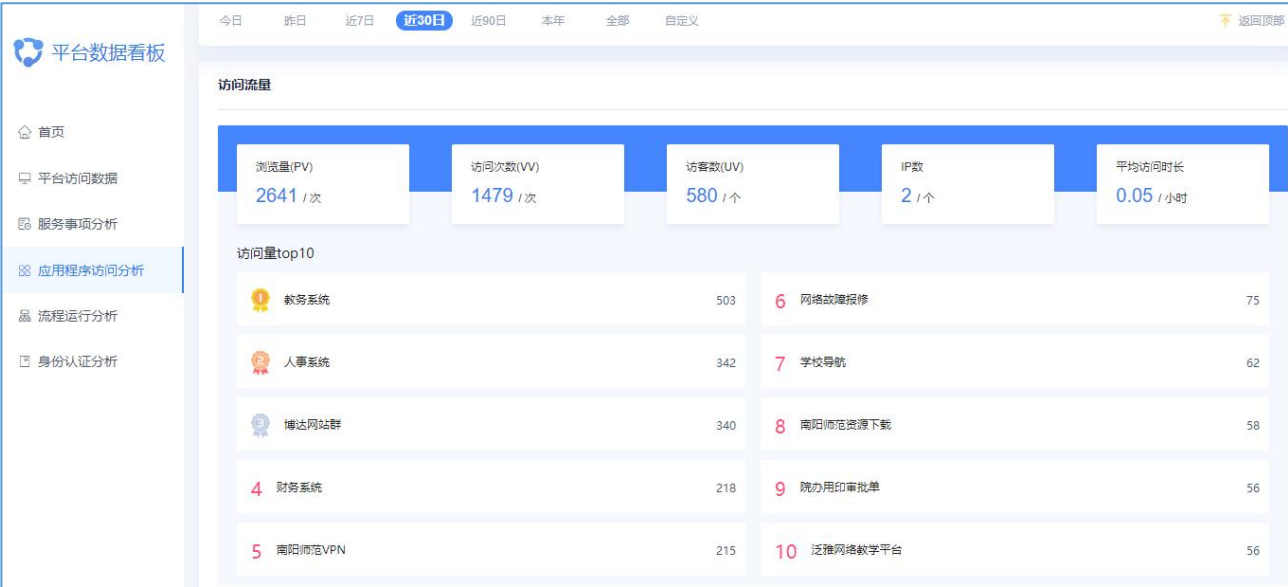 今日 昨日 近7日 近30日 近90日 本年 全部 自定义 返回顶部
平台数据看板
首页
平台访问数据
服务事项分析
应用程序访问分析
流程运行分析
身份认证分析
访问流量
浏览量(PV) 访问次数(VV) 访客数(UV) IP数 平均访问时长
2641 /次 1479 /次 580 /个 2 /个 0.05 /小时
访问量top10
1 教务系统 503
2 人事系统 342
3 博达网站群 340
4 财务系统 218
5 南阳师范VPN 215
6 网络故障报修 75
7 学校导航 62
8 南阳师范资源下载 58
9 院办用印审批单 56
10 泛雅网络教学平台 56